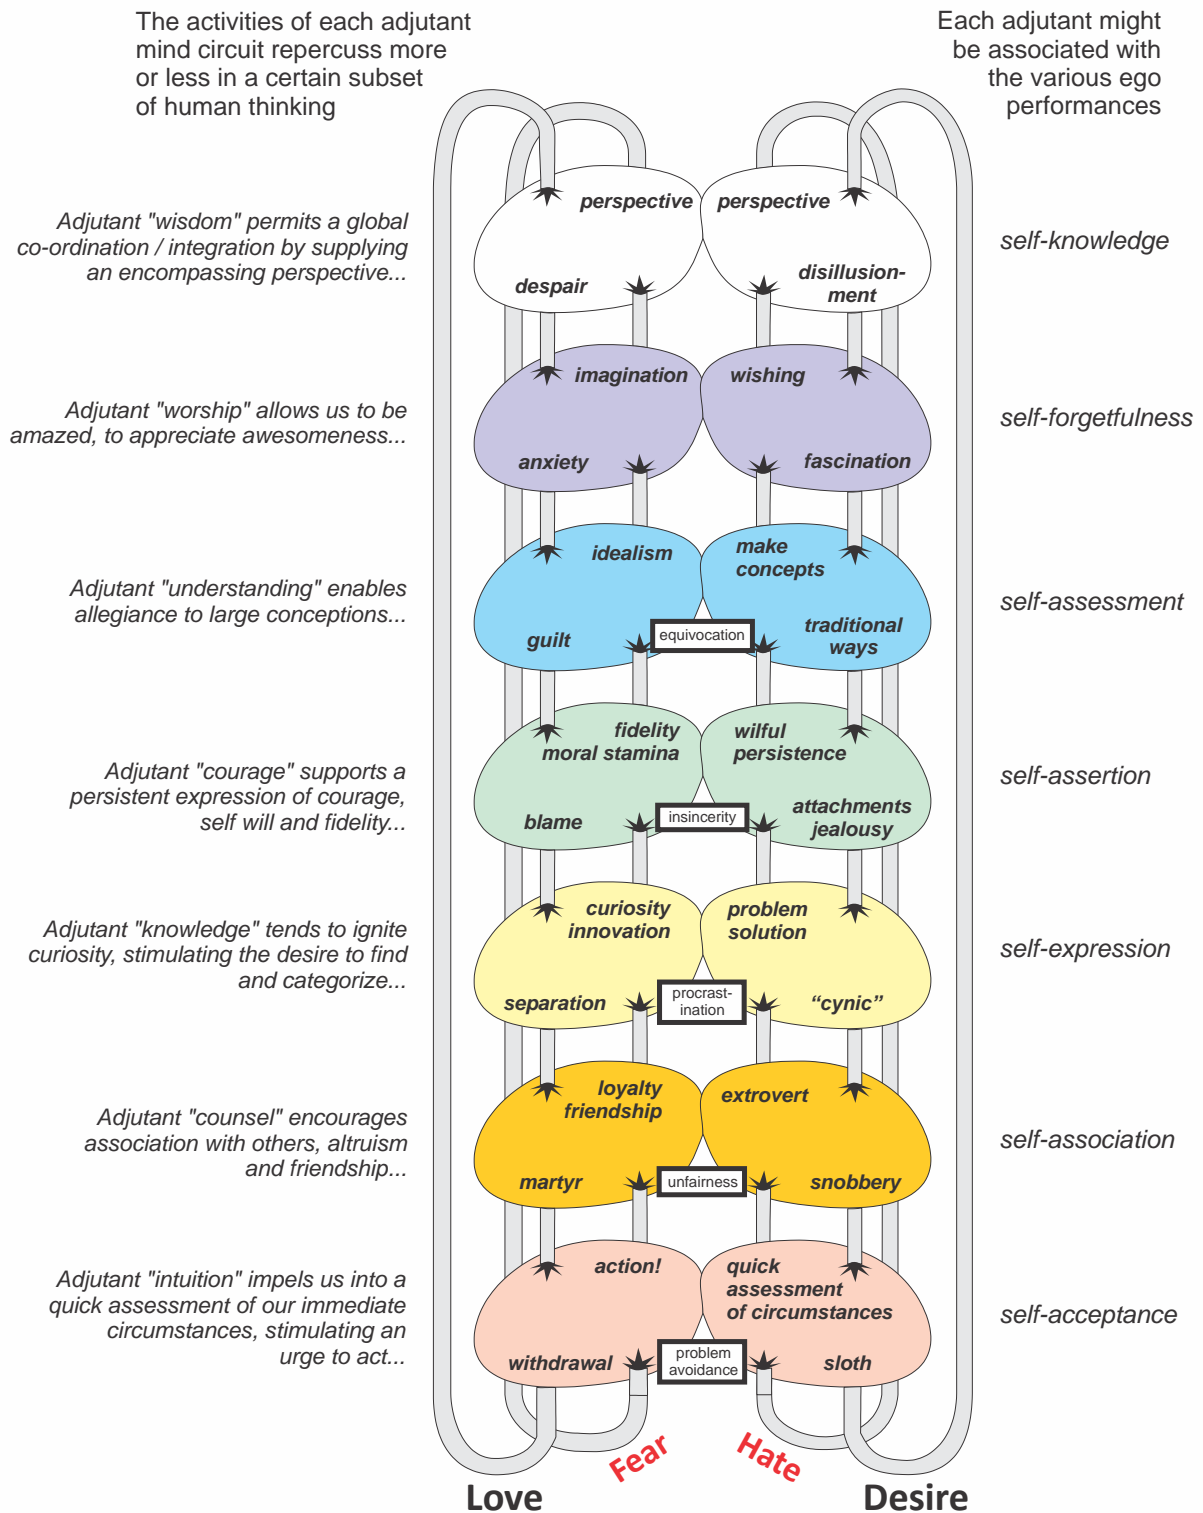 The activities of each adjutant
mind circuit repercuss more
or less in a certain subset
of human thinking
Each adjutant might
be associated with
the various ego
performances
Adjutant "wisdom" permits a global
co-ordination / integration by supplying
an encompassing perspective...
perspective
perspective
despair
disillusion-
ment
self-knowledge
Adjutant "worship" allows us to be
amazed, to appreciate awesomeness...
imagination
wishing
anxiety
fascination
self-forgetfulness
Adjutant "understanding" enables
allegiance to large conceptions...
idealism
make
concepts
guilt
equivocation
traditional
ways
self-assessment
Adjutant "courage" supports a
persistent expression of courage,
self will and fidelity...
fidelity
moral stamina
wilful
persistence
blame
insincerity
attachments
jealousy
self-assertion
Adjutant "knowledge" tends to ignite
curiosity, stimulating the desire to find
and categorize...
curiosity
innovation
problem
solution
separation
procrast-
ination
“cynic”
self-expression
Adjutant "counsel" encourages
association with others, altruism
and friendship...
loyalty
friendship
extrovert
martyr
unfairness
snobbery
self-association
Adjutant "intuition" impels us into a
quick assessment of our immediate
circumstances, stimulating an
urge to act...
action!
quick
assessment
of circumstances
withdrawal
problem
avoidance
sloth
self-acceptance
Fear
Hate
Love
Desire